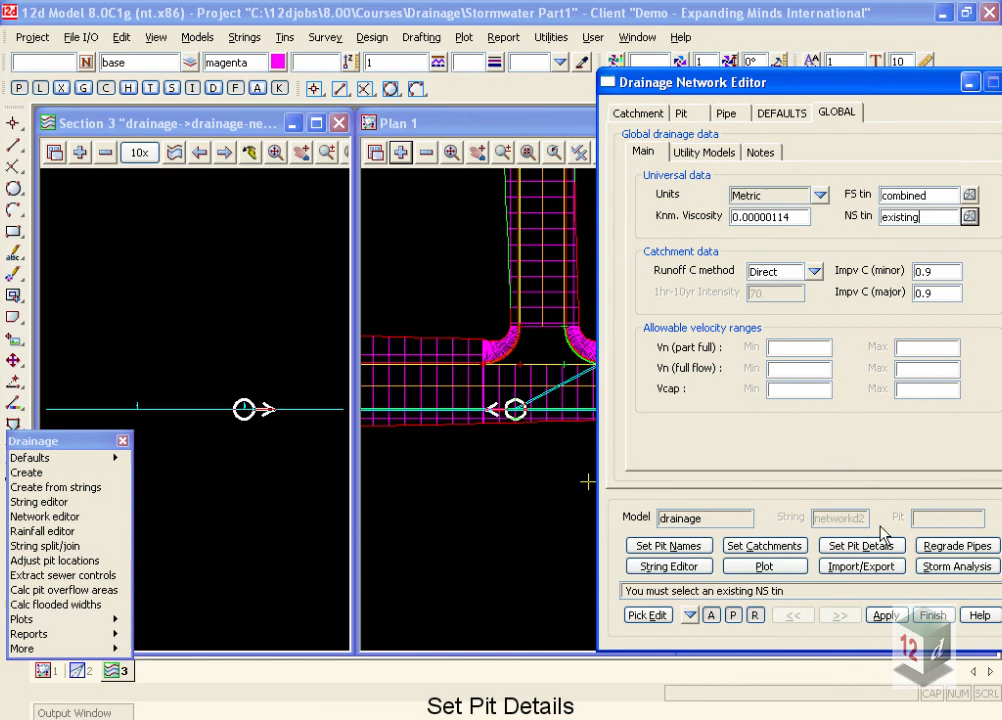 12d Model 8.0C1g (nt.x86) - Project "C:\12djobs\8.00\Courses\Drainage\Stormwater Part1" - Client "Demo - Expanding Minds International"
Project File I/O Edit View Models Strings Tins Survey Design Drafting Plot Report Utilities User Window Help
N base magenta 1 1 0° 1 T 10
P L X G C H T S I D F A K
Drainage Network Editor
Catchment Pit Pipe DEFAULTS GLOBAL
Section 3 "drainage->drainage-ne...
Plan 1
10x
Global drainage data
Main Utility Models Notes
Universal data
Units Metric FS tin combined
Knm. Viscosity 0.00000114 NS tin existing
Catchment data
Runoff C method Direct Impv C (minor) 0.9
1hr-10yr Intensity 70 Impv C (major) 0.9
Allowable velocity ranges
Vn (part full) : Min Max
Vn (full flow) : Min Max
Vcap : Min Max
abc
Drainage
Defaults
Create
Create from strings
String editor
Network editor
Rainfall editor
String split/join
Adjust pit locations
Extract sewer controls
Calc pit overflow areas
Calc flooded widths
Plots
Reports
More
Model drainage String networkd2 Pit
Set Pit Names Set Catchments Set Pit Details Regrade Pipes
String Editor Plot Import/Export Storm Analysis
You must select an existing NS tin
Pick Edit A P R << >> Apply Finish Help
12 d
1 2 3
CAP NUM SCRL
Set Pit Details
Output Window